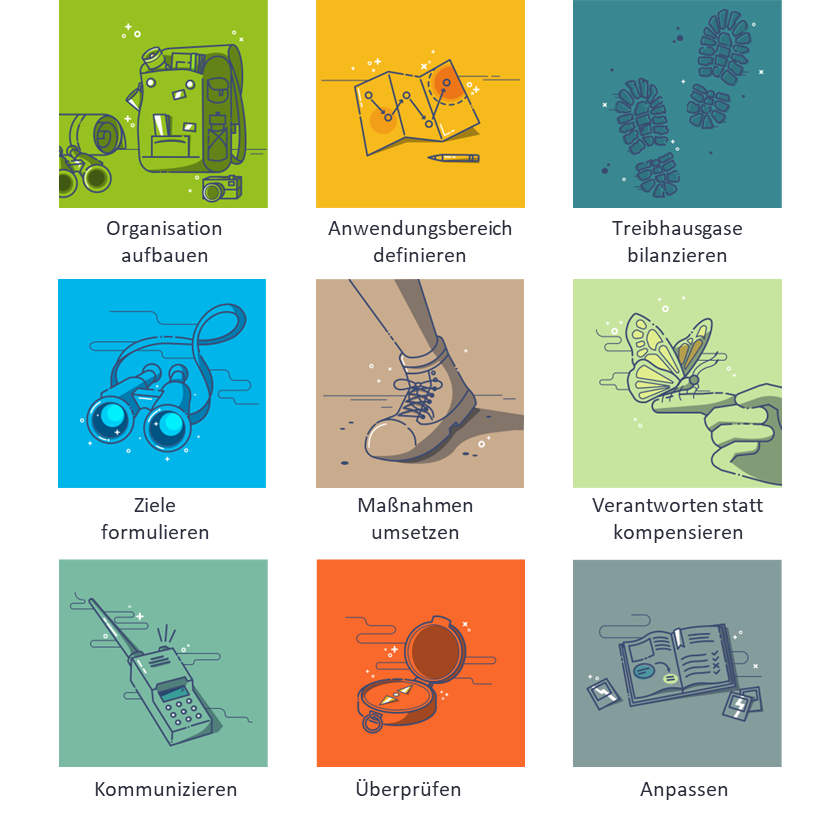 Organisation
aufbauen
Anwendungsbereich
definieren
Treibhausgase
bilanzieren
Ziele
formulieren
Maßnahmen
umsetzen
Verantworten statt
kompensieren
Kommunizieren
Überprüfen
Anpassen